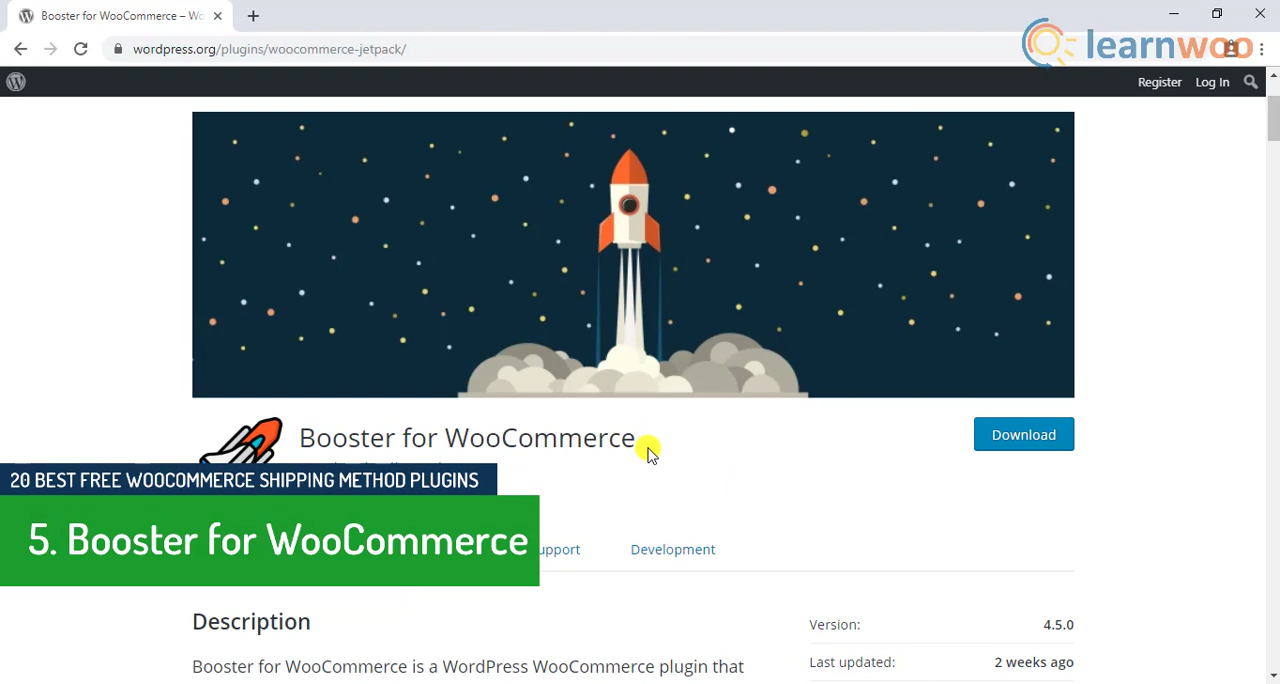 Booster for WooCommerce – Wo
wordpress.org/plugins/woocommerce-jetpack/
learnwoo
Register Log In
Booster for WooCommerce
Download
20 BEST FREE WOOCOMMERCE SHIPPING METHOD PLUGINS
5. Booster for WooCommerce
upport Development
Description
Version: 4.5.0
Booster for WooCommerce is a WordPress WooCommerce plugin that
Last updated: 2 weeks ago